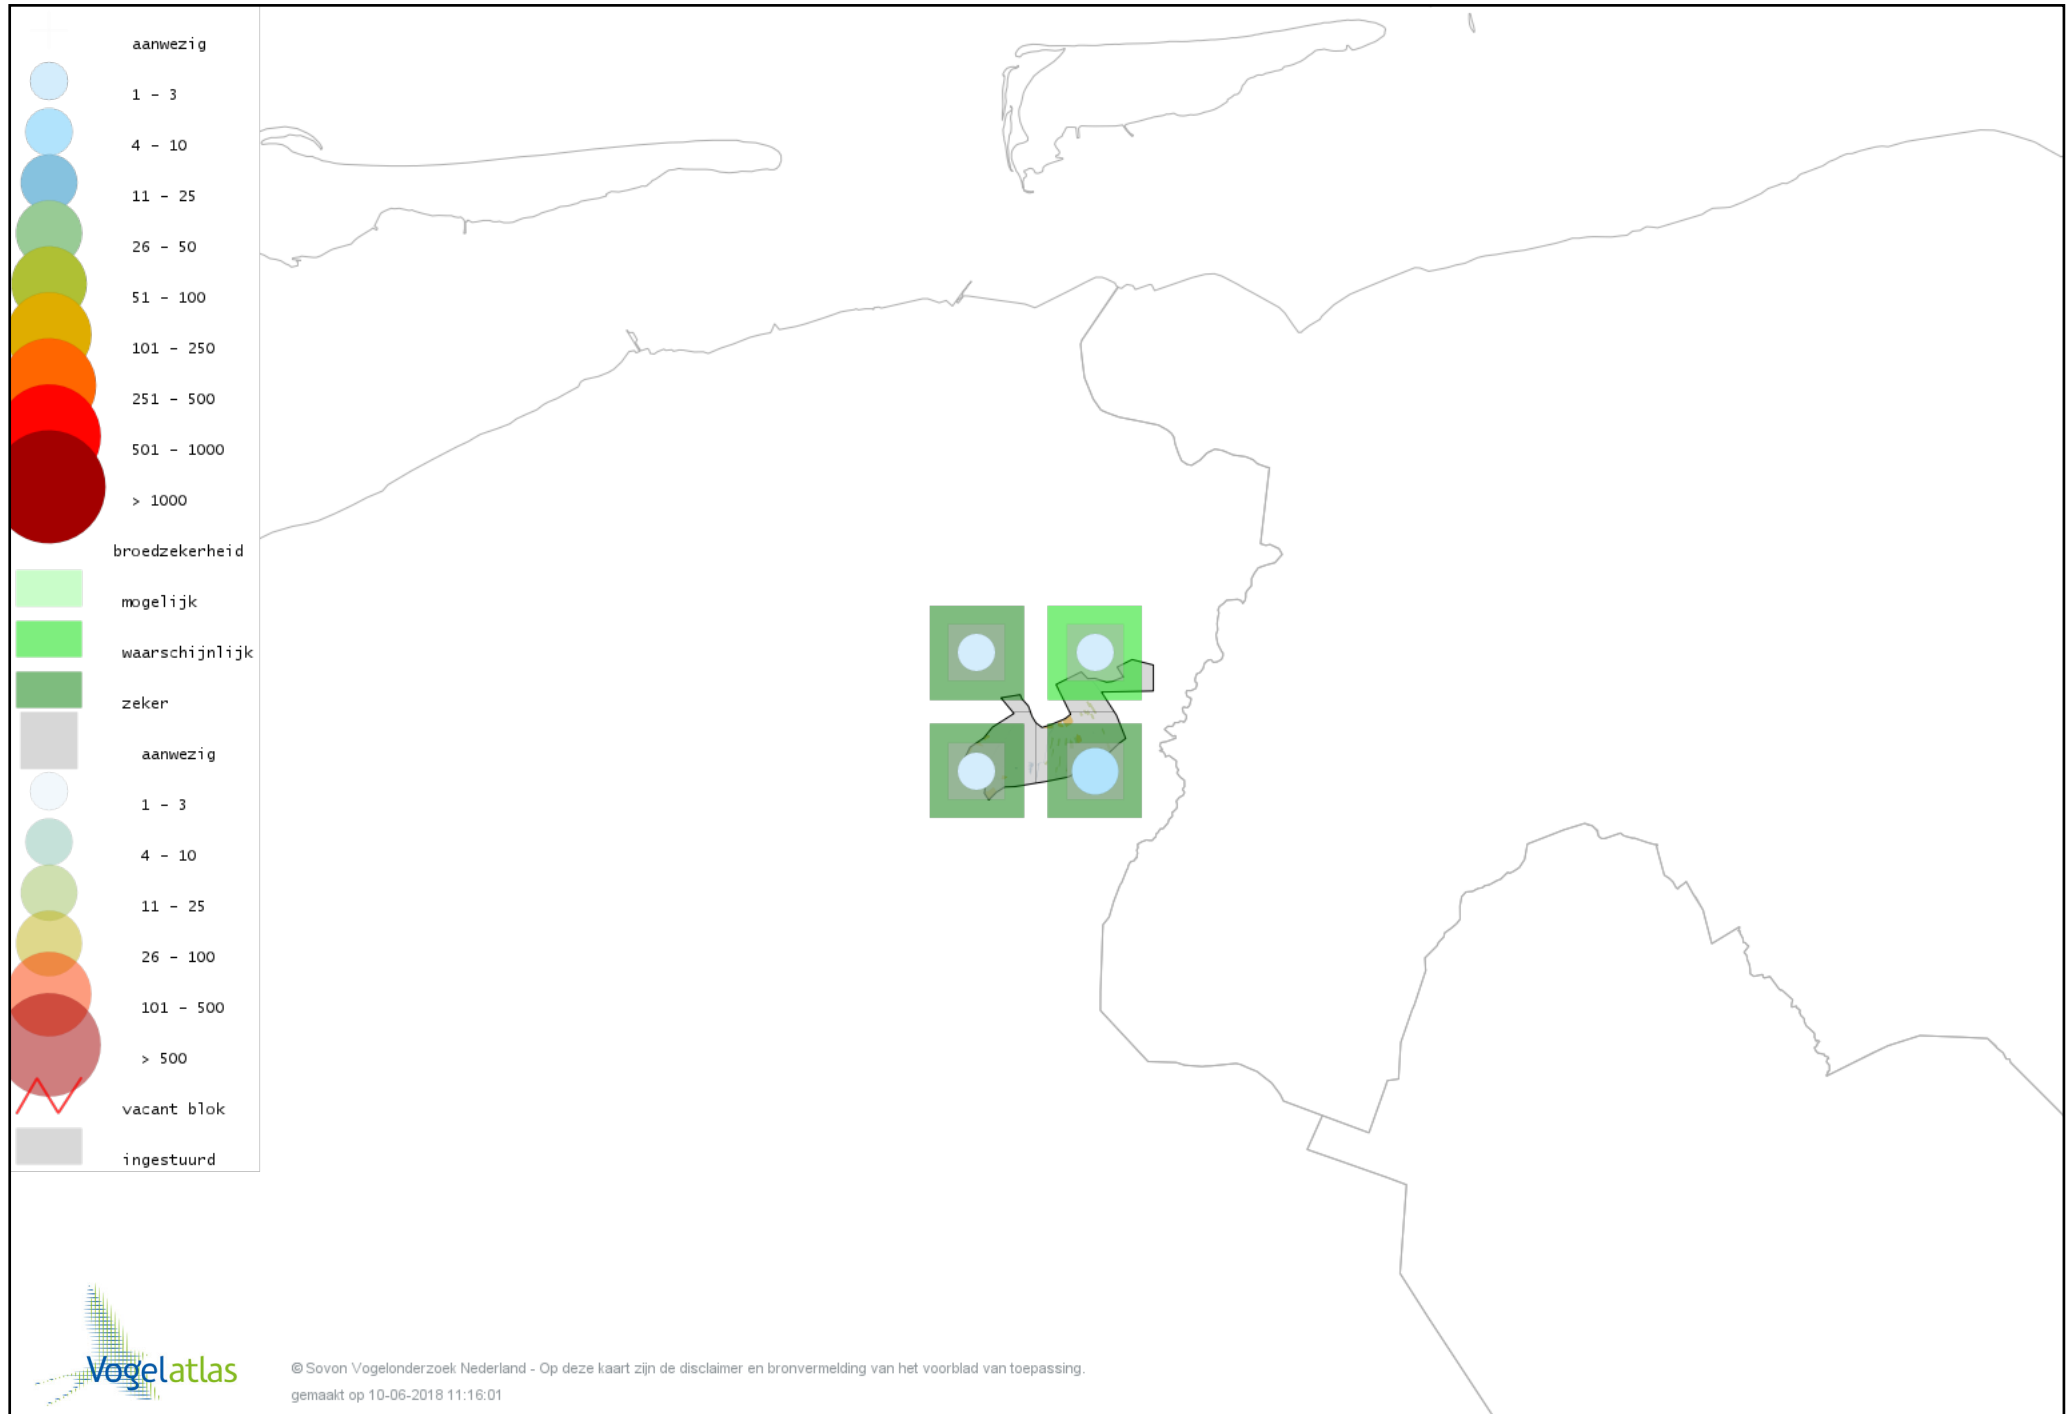 aanwezig
1 – 3
4 – 10
11 – 25
26 – 50
51 – 100
101 – 250
251 – 500
501 – 1000
> 1000
broedzekerheid
mogelijk
waarschijnlijk
zeker
aanwezig
1 – 3
4 – 10
11 – 25
26 – 100
101 – 500
> 500
vacant blok
ingestuurd
Vogelatlas
© Sovon Vogelonderzoek Nederland - Op deze kaart zijn de disclaimer en bronvermelding van het voorblad van toepassing.
gemaakt op 10-06-2018 11:16:01